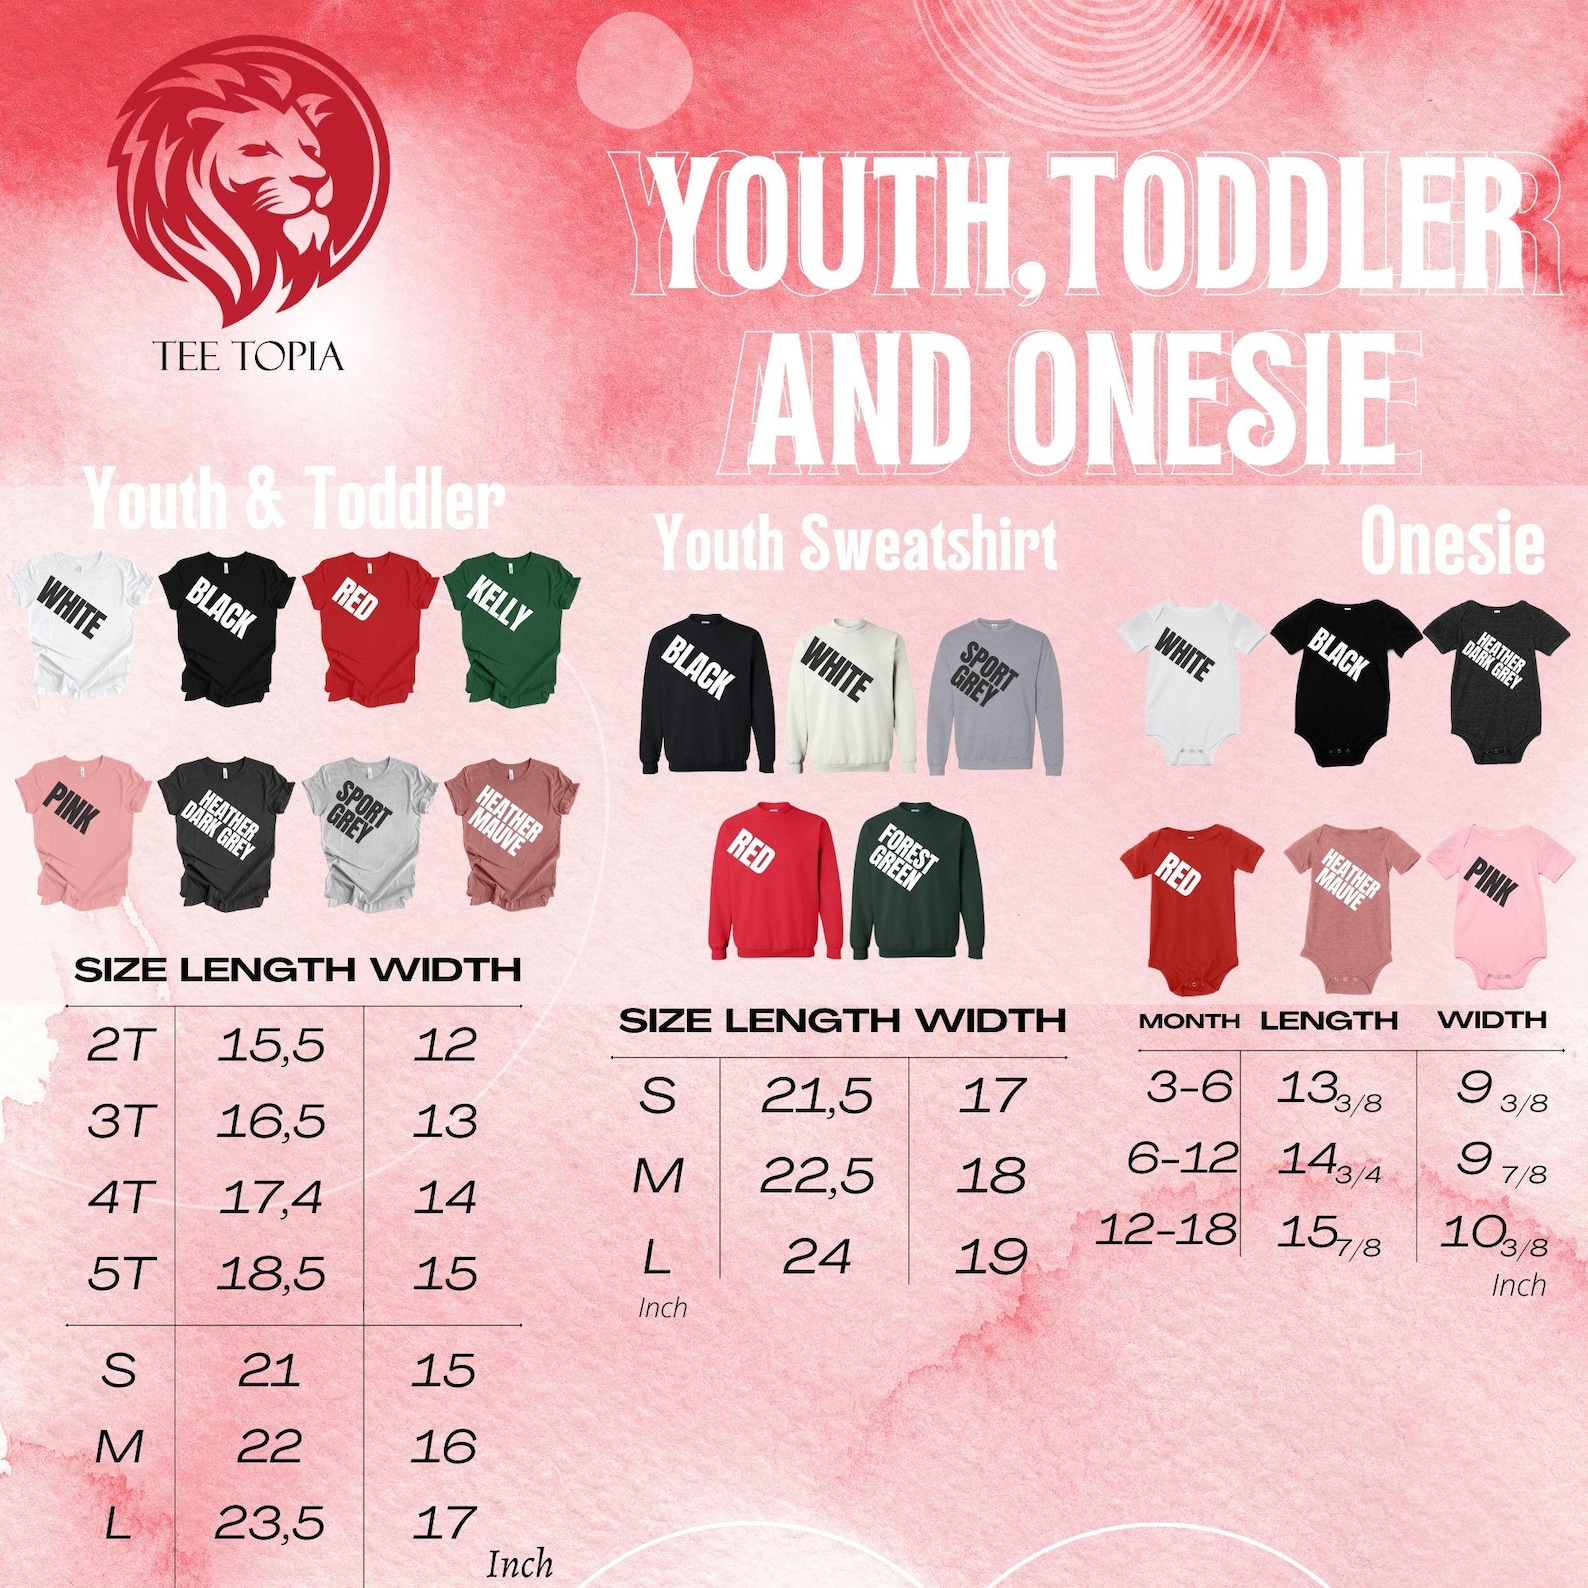 TEE TOPIA
YOUTH,TODDLER
AND ONESIE
Youth & Toddler
WHITE
BLACK
RED
KELLY
PINK
HEATHER
DARK GREY
SPORT
GREY
HEATHER
MAUVE
SIZE LENGTH WIDTH
2T 15,5 12
3T 16,5 13
4T 17,4 14
5T 18,5 15
S 21 15
M 22 16
L 23,5 17
Inch
Youth Sweatshirt
BLACK
WHITE
SPORT
GREY
RED
FOREST
GREEN
SIZE LENGTH WIDTH
S 21,5 17
M 22,5 18
L 24 19
Inch
Onesie
WHITE
BLACK
HEATHER
DARK GREY
RED
HEATHER
MAUVE
PINK
MONTH LENGTH WIDTH
3-6 13 3/8 9 3/8
6-12 14 3/4 9 7/8
12-18 15 7/8 10 3/8
Inch